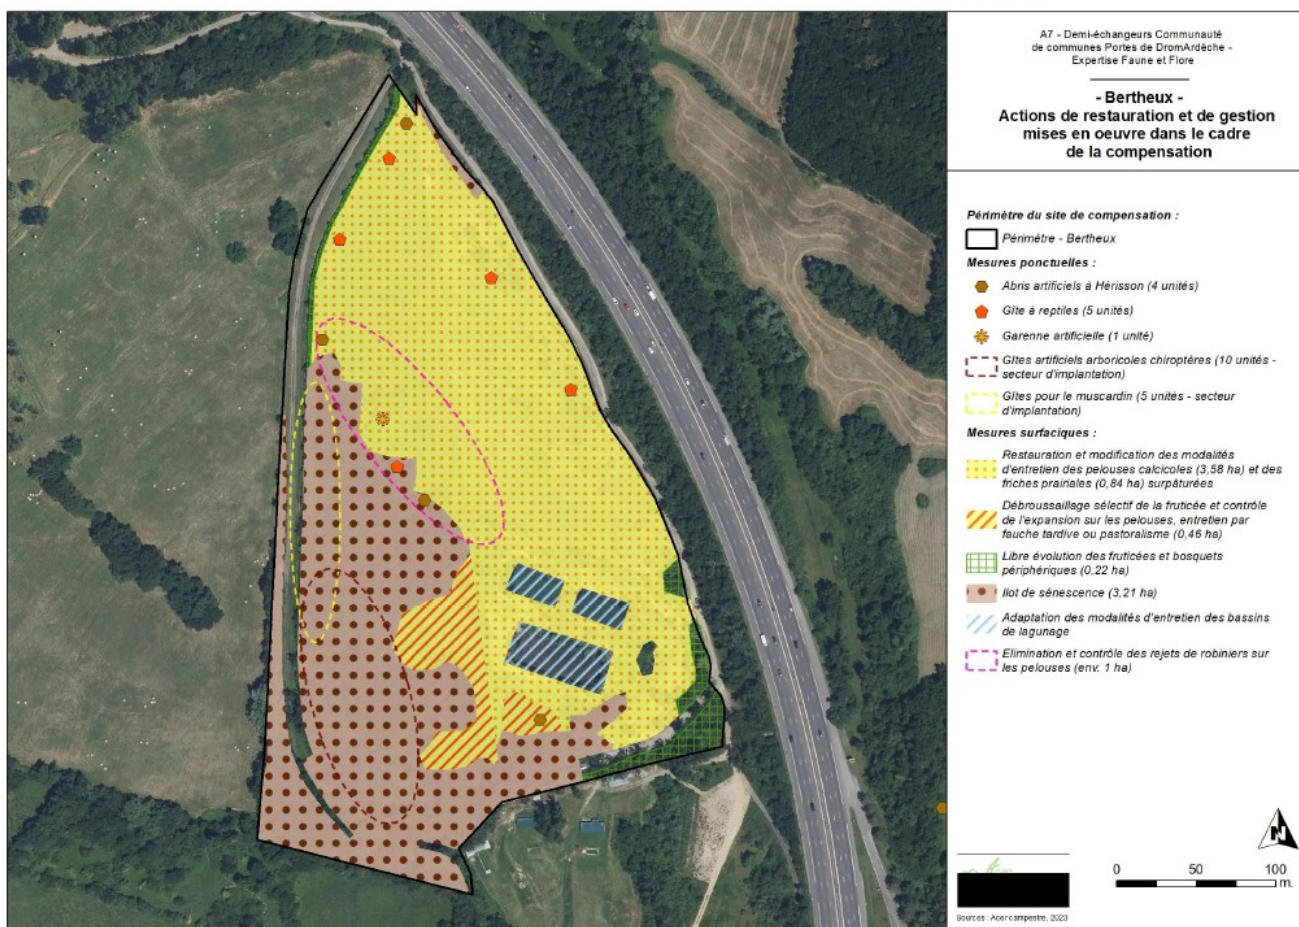 A7 - Demi-échangeurs Communauté
de communes Portes de DromArdèche -
Expertise Faune et Flore
- Bertheux -
Actions de restauration et de gestion
mises en oeuvre dans le cadre
de la compensation
Périmètre du site de compensation :
Périmètre - Bertheux
Mesures ponctuelles :
Abris artificiels à Hérisson (4 unités)
Gîte à reptiles (5 unités)
Garenne artificielle (1 unité)
Gîtes artificiels arboricoles chiroptères (10 unités -
secteur d'implantation)
Gîtes pour le muscardin (5 unités - secteur
d'implantation)
Mesures surfaciques :
Restauration et modification des modalités
d'entretien des pelouses calcicoles (3,58 ha) et des
friches prairiales (0,84 ha) surpâturées
Débroussaillage sélectif de la fruticée et contrôle
de l'expansion sur les pelouses, entretien par
fauche tardive ou pastoralisme (0,46 ha)
Libre évolution des fruticées et bosquets
périphériques (0,22 ha)
Ilot de sénescence (3,21 ha)
Adaptation des modalités d'entretien des bassins
de lagunage
Elimination et contrôle des rejets de robiniers sur
les pelouses (env. 1 ha)
N
0 50 100
m.
Sources : Acer campestre, 2023